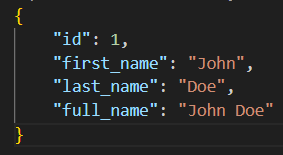 {
    "id": 1,
    "first_name": "John",
    "last_name": "Doe",
    "full_name": "John Doe"
}